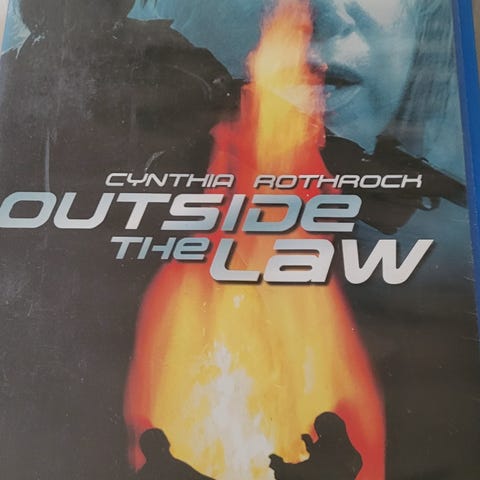 CYNTHIA ROTHROCK
OUTSIDE
THE LAW